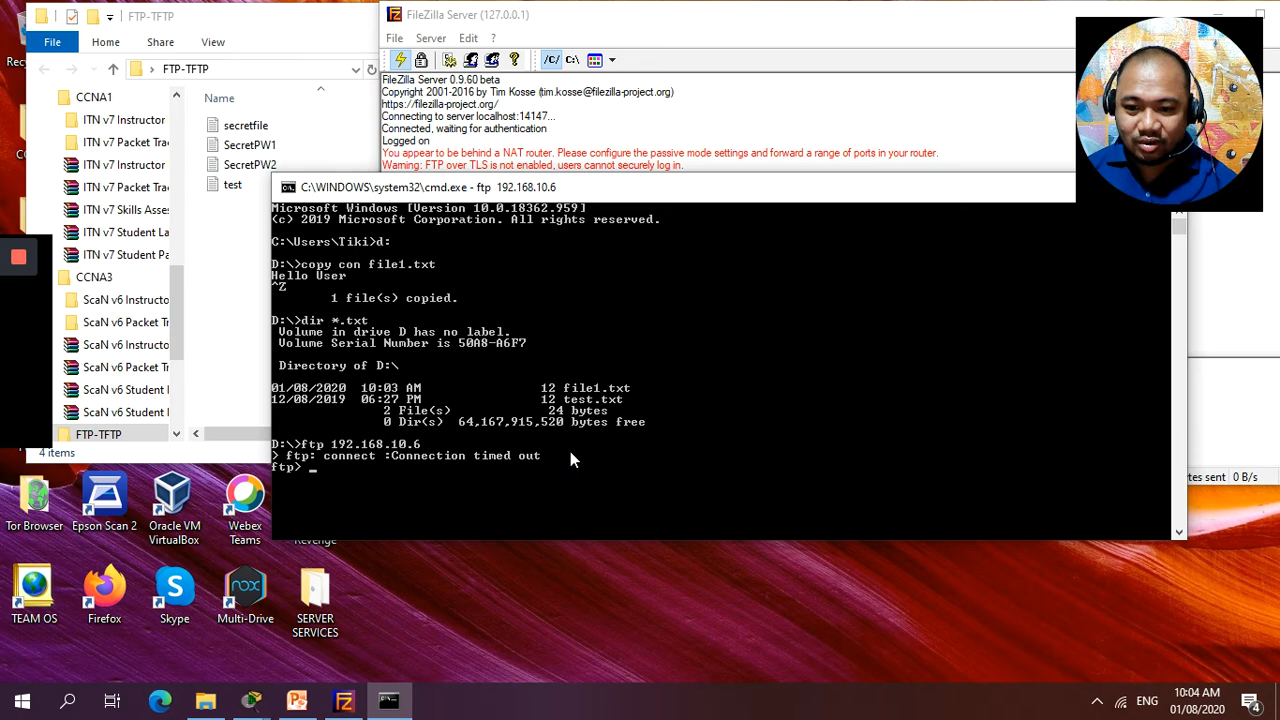 FTP-TFTP
File Home Share View
FTP-TFTP
CCNA1
ITN v7 Instructor
ITN v7 Packet Tra
ITN v7 Instructor
ITN v7 Packet Tra
ITN v7 Skills Asse
ITN v7 Student La
ITN v7 Student Pa
CCNA3
ScaN v6 Instructo
ScaN v6 Packet T
ScaN v6 Instructo
ScaN v6 Packet T
ScaN v6 Student I
ScaN v6 Student
FTP-TFTP
4 items
Name
secretfile
SecretPW1
SecretPW2
test
FileZilla Server (127.0.0.1)
File Server Edit ?
/C/ C:\
FileZilla Server 0.9.60 beta
Copyright 2001-2016 by Tim Kosse (tim.kosse@filezilla-project.org)
https://filezilla-project.org/
Connecting to server localhost:14147...
Connected, waiting for authentication
Logged on
You appear to be behind a NAT router. Please configure the passive mode settings and forward a range of ports in your router.
Warning: FTP over TLS is not enabled, users cannot securely log in.
C:\WINDOWS\system32\cmd.exe - ftp 192.168.10.6
Microsoft Windows [Version 10.0.18362.959]
(c) 2019 Microsoft Corporation. All rights reserved.
C:\Users\Tiki>d:
D:\>copy con file1.txt
Hello User
^Z
1 file(s) copied.
D:\>dir *.txt
Volume in drive D has no label.
Volume Serial Number is 50A8-A6F7
Directory of D:\
01/08/2020 10:03 AM 12 file1.txt
12/08/2019 06:27 PM 12 test.txt
2 File(s) 24 bytes
0 Dir(s) 64,167,915,520 bytes free
D:\>ftp 192.168.10.6
> ftp: connect :Connection timed out
ftp> _
tes sent 0 B/s
Tor Browser
Epson Scan 2
Oracle VM
VirtualBox
Webex
Teams
Revenge
TEAM OS
Firefox
Skype
Multi-Drive
nox
SERVER
SERVICES
ENG
10:04 AM
01/08/2020
4